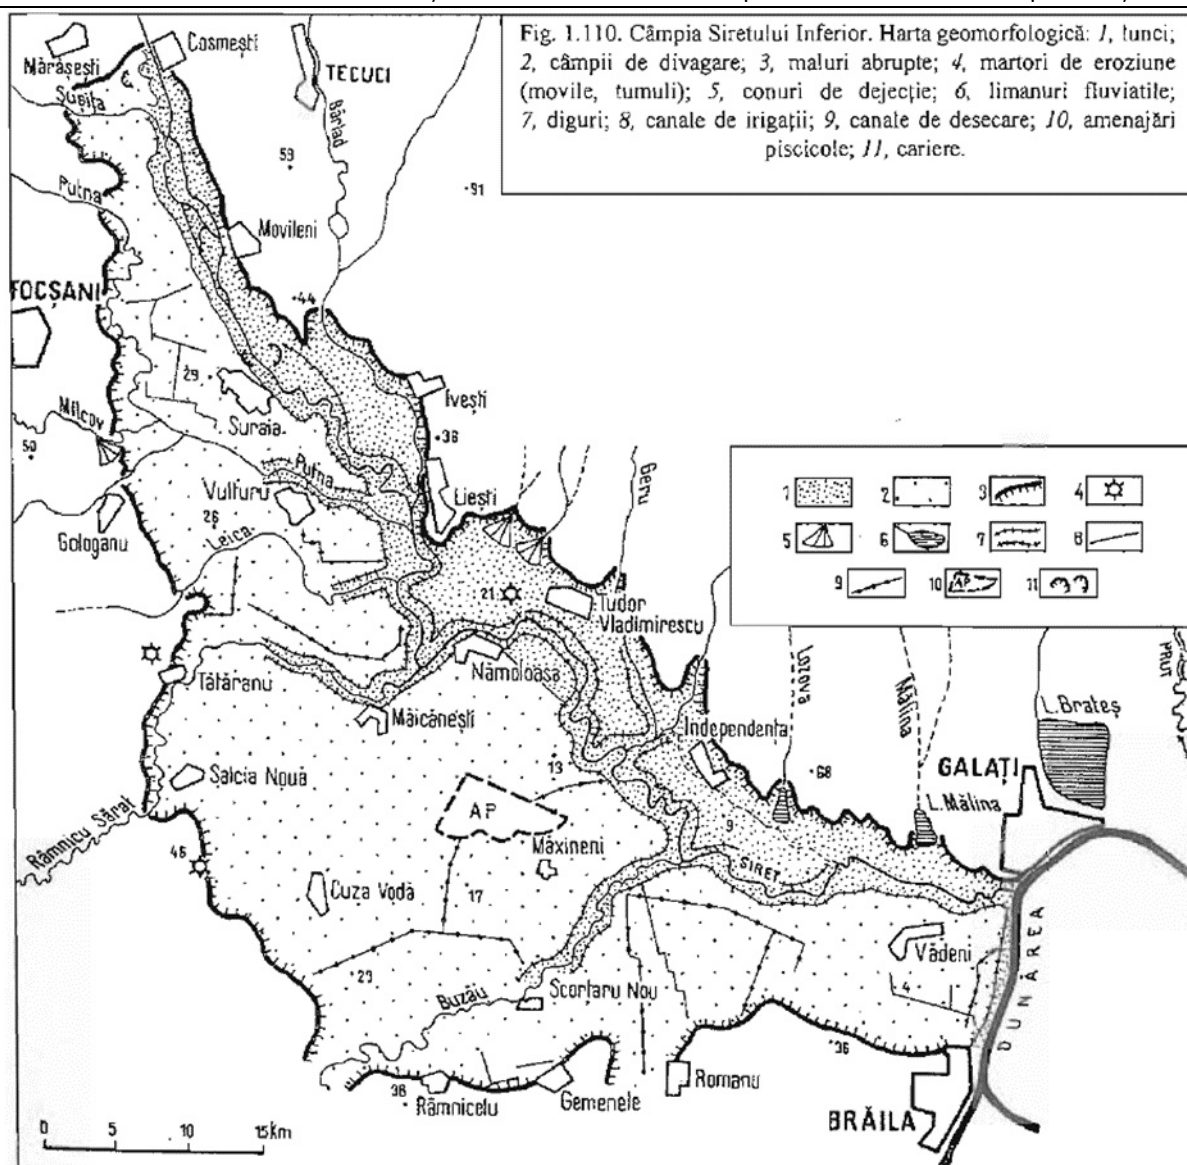 Fig. 1.110. Câmpia Siretului Inferior. Harta geomorfologică: 1, lunci;
2, câmpii de divagare; 3, maluri abrupte; 4, martori de eroziune
(movile, tumuli); 5, conuri de dejecție; 6, limanuri fluviatile;
7, diguri; 8, canale de irigații; 9, canale de desecare; 10, amenajări
piscicole; 11, cariere.
Cosmești
Mărășești
TECUCI
Sușița
Bârlad
53
91
Putna
Movileni
FOCȘANI
44
29
Ivești
Milcov
Suraia
38
50
Putna
Geru
Vulturu
Liești
26
Gologanu
Leica
1
2
3
4
5
6
7
8
9
10
AP
11
21
Tudor
Vladimirescu
Lozova
Mălina
PRUT
Nămoloasa
Tătăranu
L. Brateș
Măicănești
Independența
Salcia Nouă
13
68
GALAȚI
AP
L. Mălina
Râmnicu Sărat
9
46
Măxineni
SIRET
Cuza Vodă
17
Vădeni
DUNĂREA
23
4
Buzău
Scorțaru Nou
36
38
Râmnicelu
Gemenele
Romanu
BRĂILA
0 5 10 15km